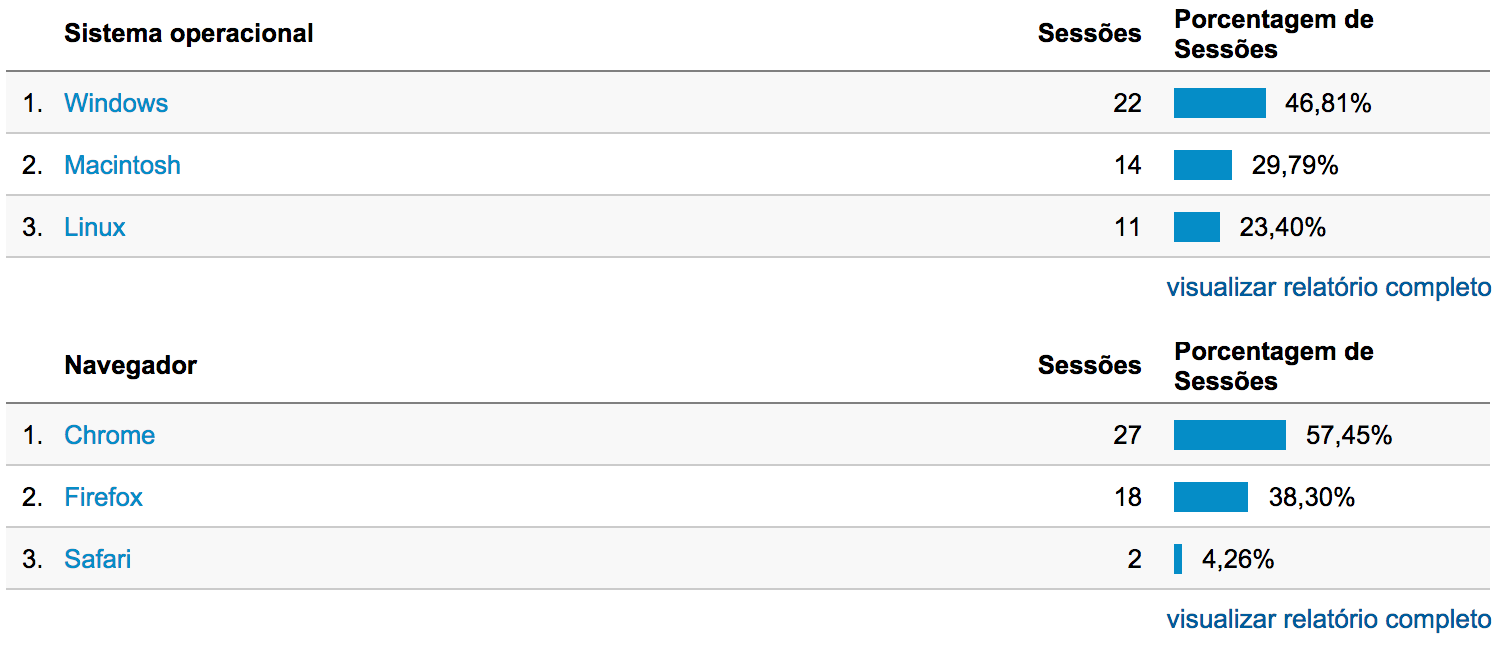 Sistema operacional Sessões Porcentagem de Sessões
1. Windows 22 46,81%
2. Macintosh 14 29,79%
3. Linux 11 23,40%
visualizar relatório completo
Navegador Sessões Porcentagem de Sessões
1. Chrome 27 57,45%
2. Firefox 18 38,30%
3. Safari 2 4,26%
visualizar relatório completo